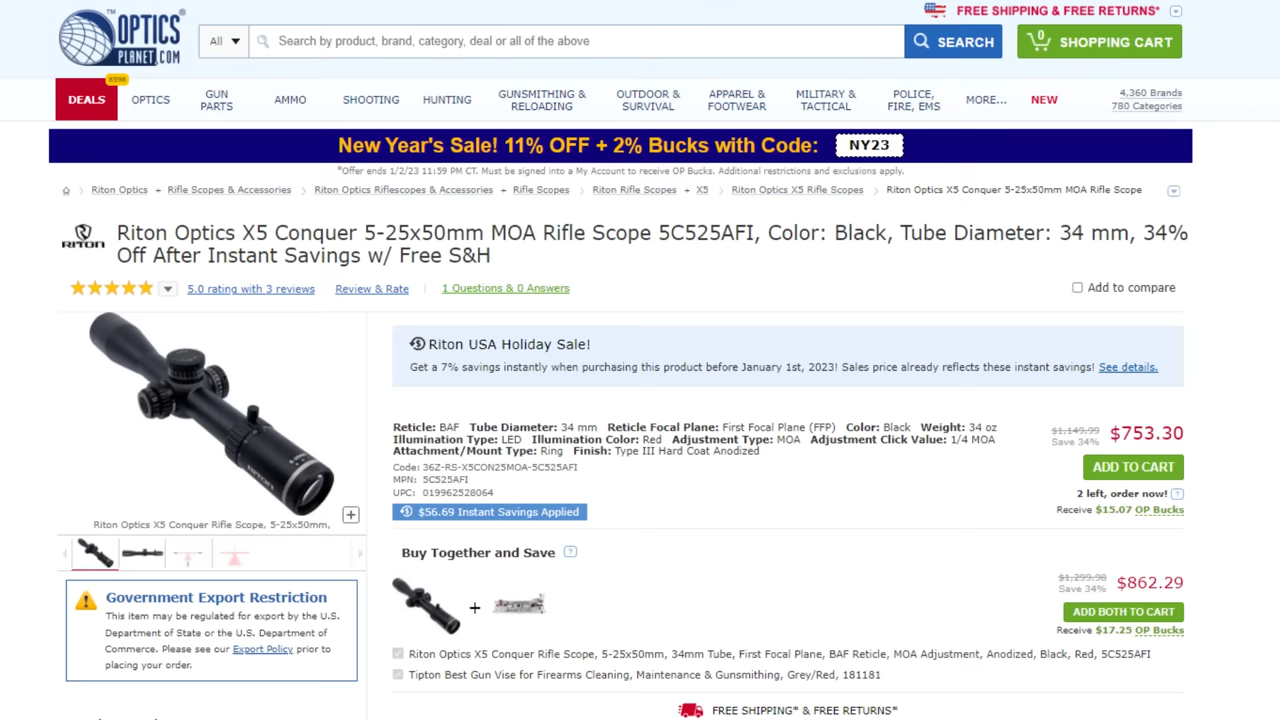 FREE SHIPPING & FREE RETURNS*
OPTICS
PLANET.COM
™
®
All
Search by product, brand, category, deal or all of the above
SEARCH
0
SHOPPING CART
8598
DEALS
OPTICS
GUN
PARTS
AMMO
SHOOTING
HUNTING
GUNSMITHING &
RELOADING
OUTDOOR &
SURVIVAL
APPAREL &
FOOTWEAR
MILITARY &
TACTICAL
POLICE,
FIRE, EMS
MORE...
NEW
4,360 Brands
780 Categories
New Year's Sale! 11% OFF + 2% Bucks with Code: NY23
*Offer ends 1/2/23 11:59 PM CT. Must be signed into a My Account to receive OP Bucks. Additional restrictions and exclusions apply.
Riton Optics + Rifle Scopes & Accessories Riton Optics Riflescopes & Accessories + Rifle Scopes Riton Rifle Scopes + X5 Riton Optics X5 Rifle Scopes Riton Optics X5 Conquer 5-25x50mm MOA Rifle Scope
RITON
Riton Optics X5 Conquer 5-25x50mm MOA Rifle Scope 5C525AFI, Color: Black, Tube Diameter: 34 mm, 34%
Off After Instant Savings w/ Free S&H
5.0 rating with 3 reviews
Review & Rate
1 Questions & 0 Answers
Add to compare
RITON
Riton Optics X5 Conquer Rifle Scope, 5-25x50mm,
Government Export Restriction
This item may be regulated for export by the U.S.
Department of State or the U.S. Department of
Commerce. Please see our Export Policy prior to
placing your order.
Riton USA Holiday Sale!
Get a 7% savings instantly when purchasing this product before January 1st, 2023! Sales price already reflects these instant savings! See details.
Reticle: BAF Tube Diameter: 34 mm Reticle Focal Plane: First Focal Plane (FFP) Color: Black Weight: 34 oz
Illumination Type: LED Illumination Color: Red Adjustment Type: MOA Adjustment Click Value: 1/4 MOA
Attachment/Mount Type: Ring Finish: Type III Hard Coat Anodized
Code: 36Z-RS-X5CON25MOA-5C525AFI
MPN: 5C525AFI
UPC: 019962528064
$56.69 Instant Savings Applied
$1,149.99
Save 34%
$753.30
ADD TO CART
2 left, order now!
Receive $15.07 OP Bucks
Buy Together and Save
+
$1,299.98
Save 34%
$862.29
ADD BOTH TO CART
Receive $17.25 OP Bucks
Riton Optics X5 Conquer Rifle Scope, 5-25x50mm, 34mm Tube, First Focal Plane, BAF Reticle, MOA Adjustment, Anodized, Black, Red, 5C525AFI
Tipton Best Gun Vise for Firearms Cleaning, Maintenance & Gunsmithing, Grey/Red, 181181
FREE SHIPPING* & FREE RETURNS*